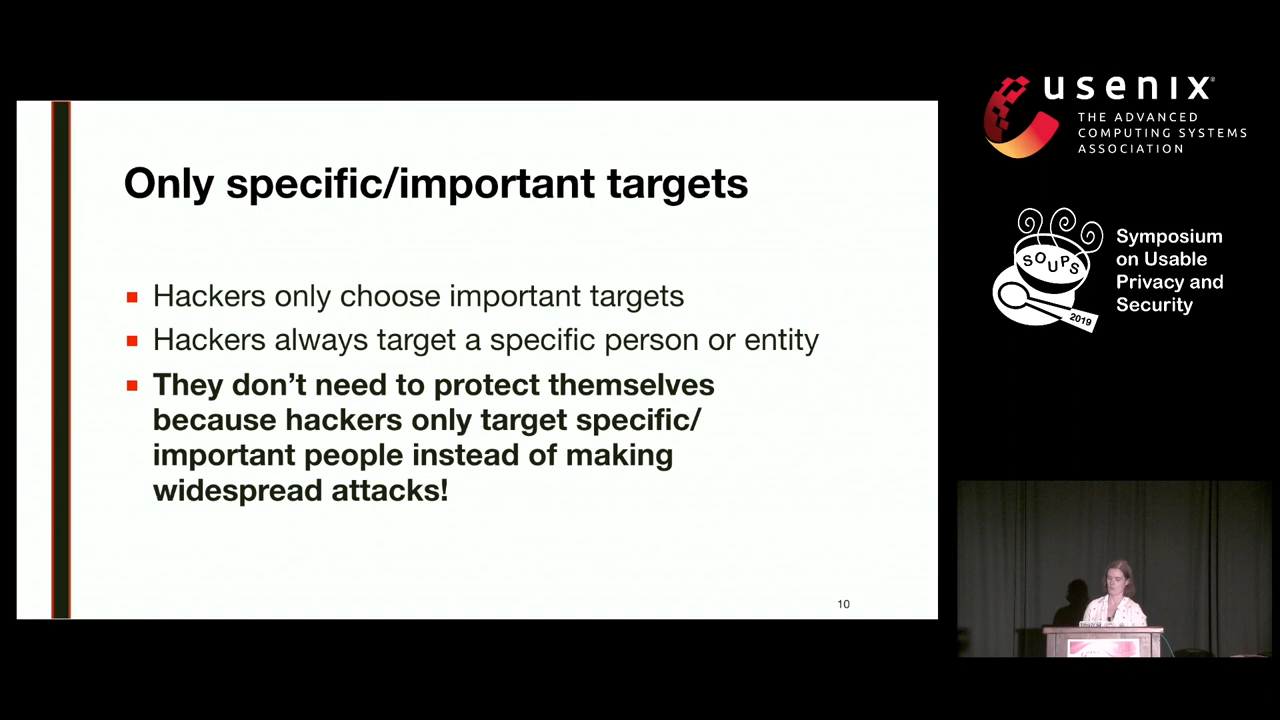 Only specific/important targets
Hackers only choose important targets
Hackers always target a specific person or entity
They don’t need to protect themselves
because hackers only target specific/
important people instead of making
widespread attacks!
10
usenix
THE ADVANCED
COMPUTING SYSTEMS
ASSOCIATION
SOUPS
2019
Symposium
on Usable
Privacy and
Security